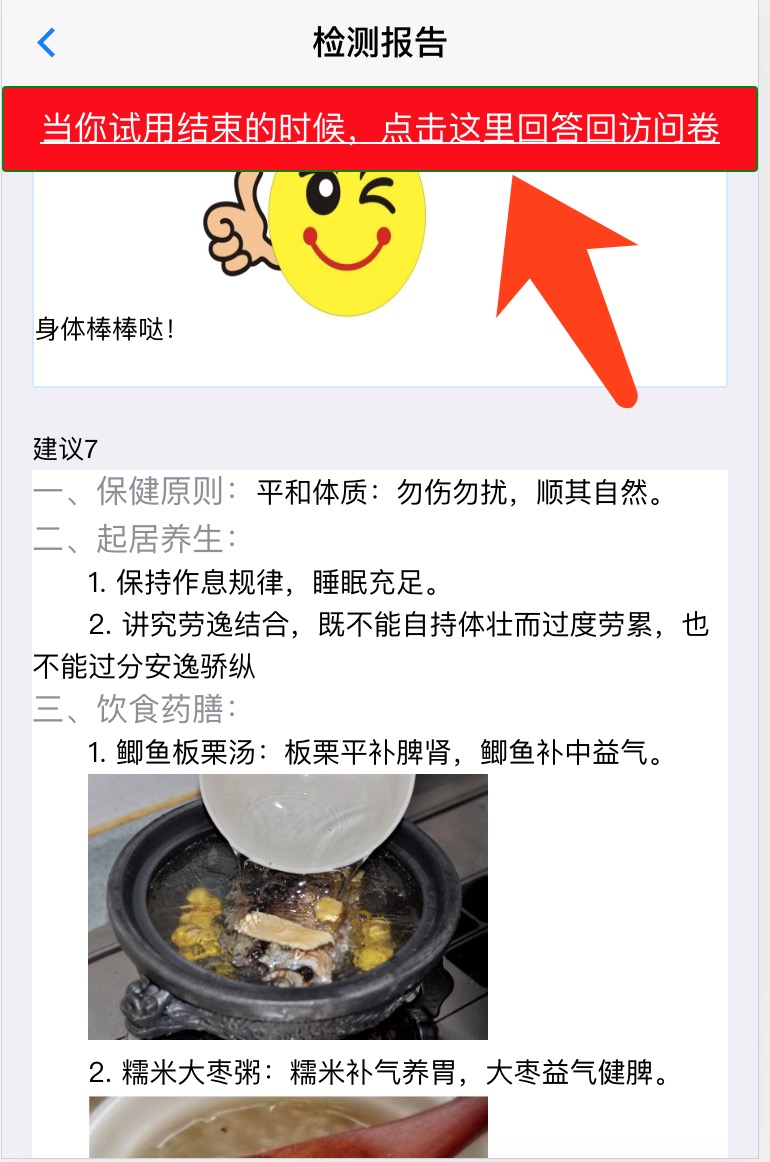 检测报告
当你试用结束的时候，点击这里回答回访问卷
身体棒棒哒！
建议7
一、保健原则：平和体质：勿伤勿扰，顺其自然。
二、起居养生：
1. 保持作息规律，睡眠充足。
2. 讲究劳逸结合，既不能自持体壮而过度劳累，也
不能过分安逸骄纵
三、饮食药膳：
1. 鲫鱼板栗汤：板栗平补脾肾，鲫鱼补中益气。
2. 糯米大枣粥：糯米补气养胃，大枣益气健脾。